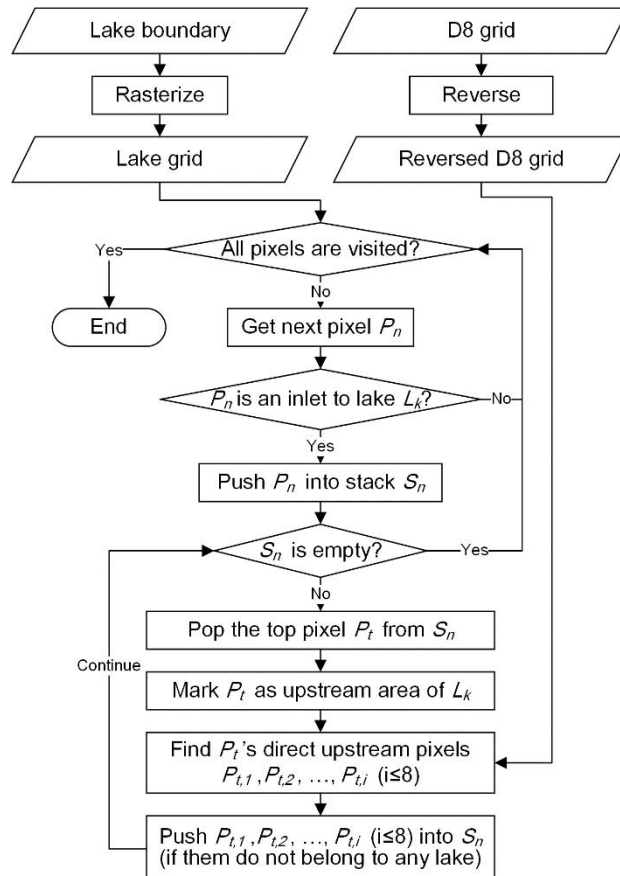 Lake boundary
D8 grid
Rasterize
Reverse
Lake grid
Reversed D8 grid
Yes
All pixels are visited?
No
End
Get next pixel Pn
Pn is an inlet to lake Lk?
No
Yes
Push Pn into stack Sn
Sn is empty?
Yes
No
Pop the top pixel Pt from Sn
Continue
Mark Pt as upstream area of Lk
Find Pt's direct upstream pixels
Pt,1, Pt,2, …, Pt,i (i≤8)
Push Pt,1, Pt,2, …, Pt,i (i≤8) into Sn
(if them do not belong to any lake)